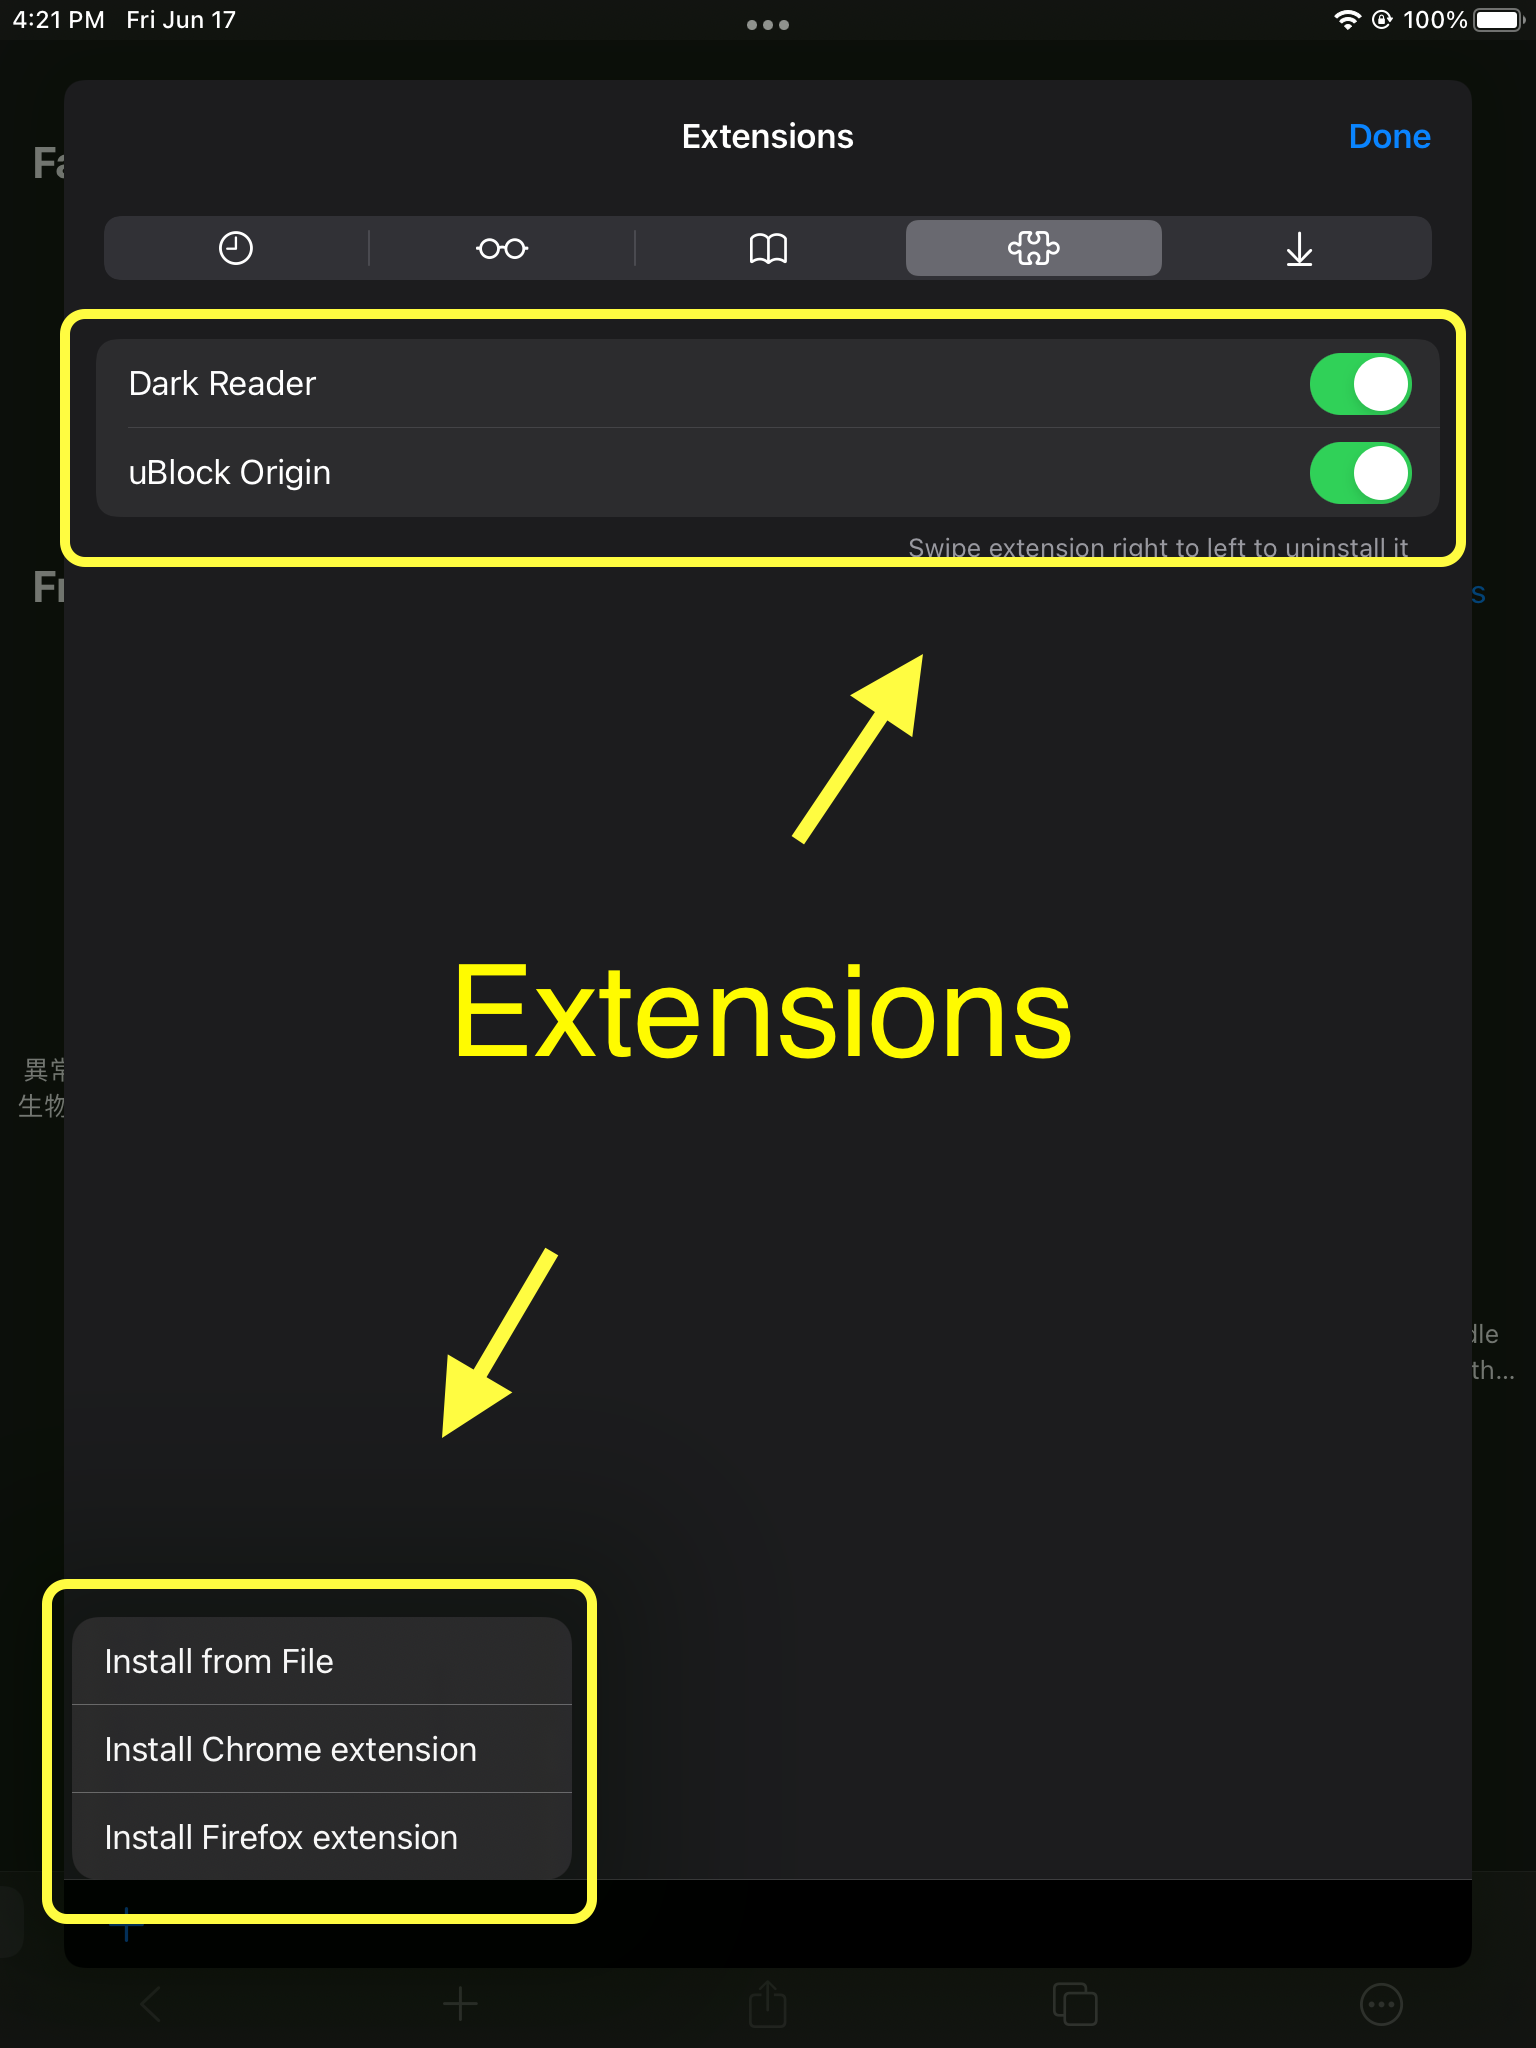 4:21 PM Fri Jun 17
100%
Extensions
Done
Fa
Dark Reader
uBlock Origin
Swipe extension right to left to uninstall it
Fr
s
Extensions
異常
生物
dle
th...
Install from File
Install Chrome extension
Install Firefox extension